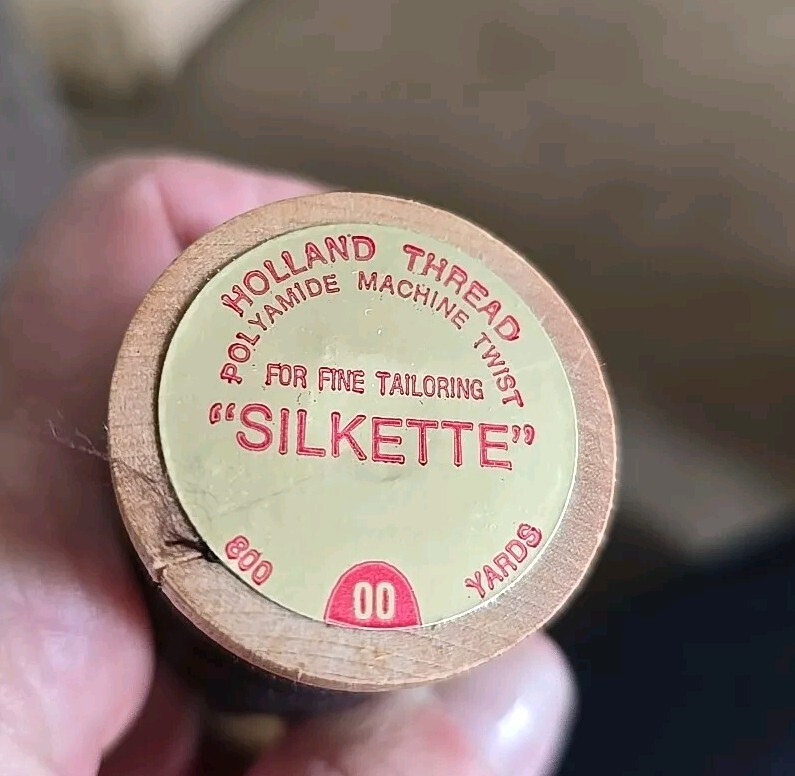 HOLLAND THREAD
POLYAMIDE MACHINE TWIST
FOR FINE TAILORING
“SILKETTE”
800 YARDS
00